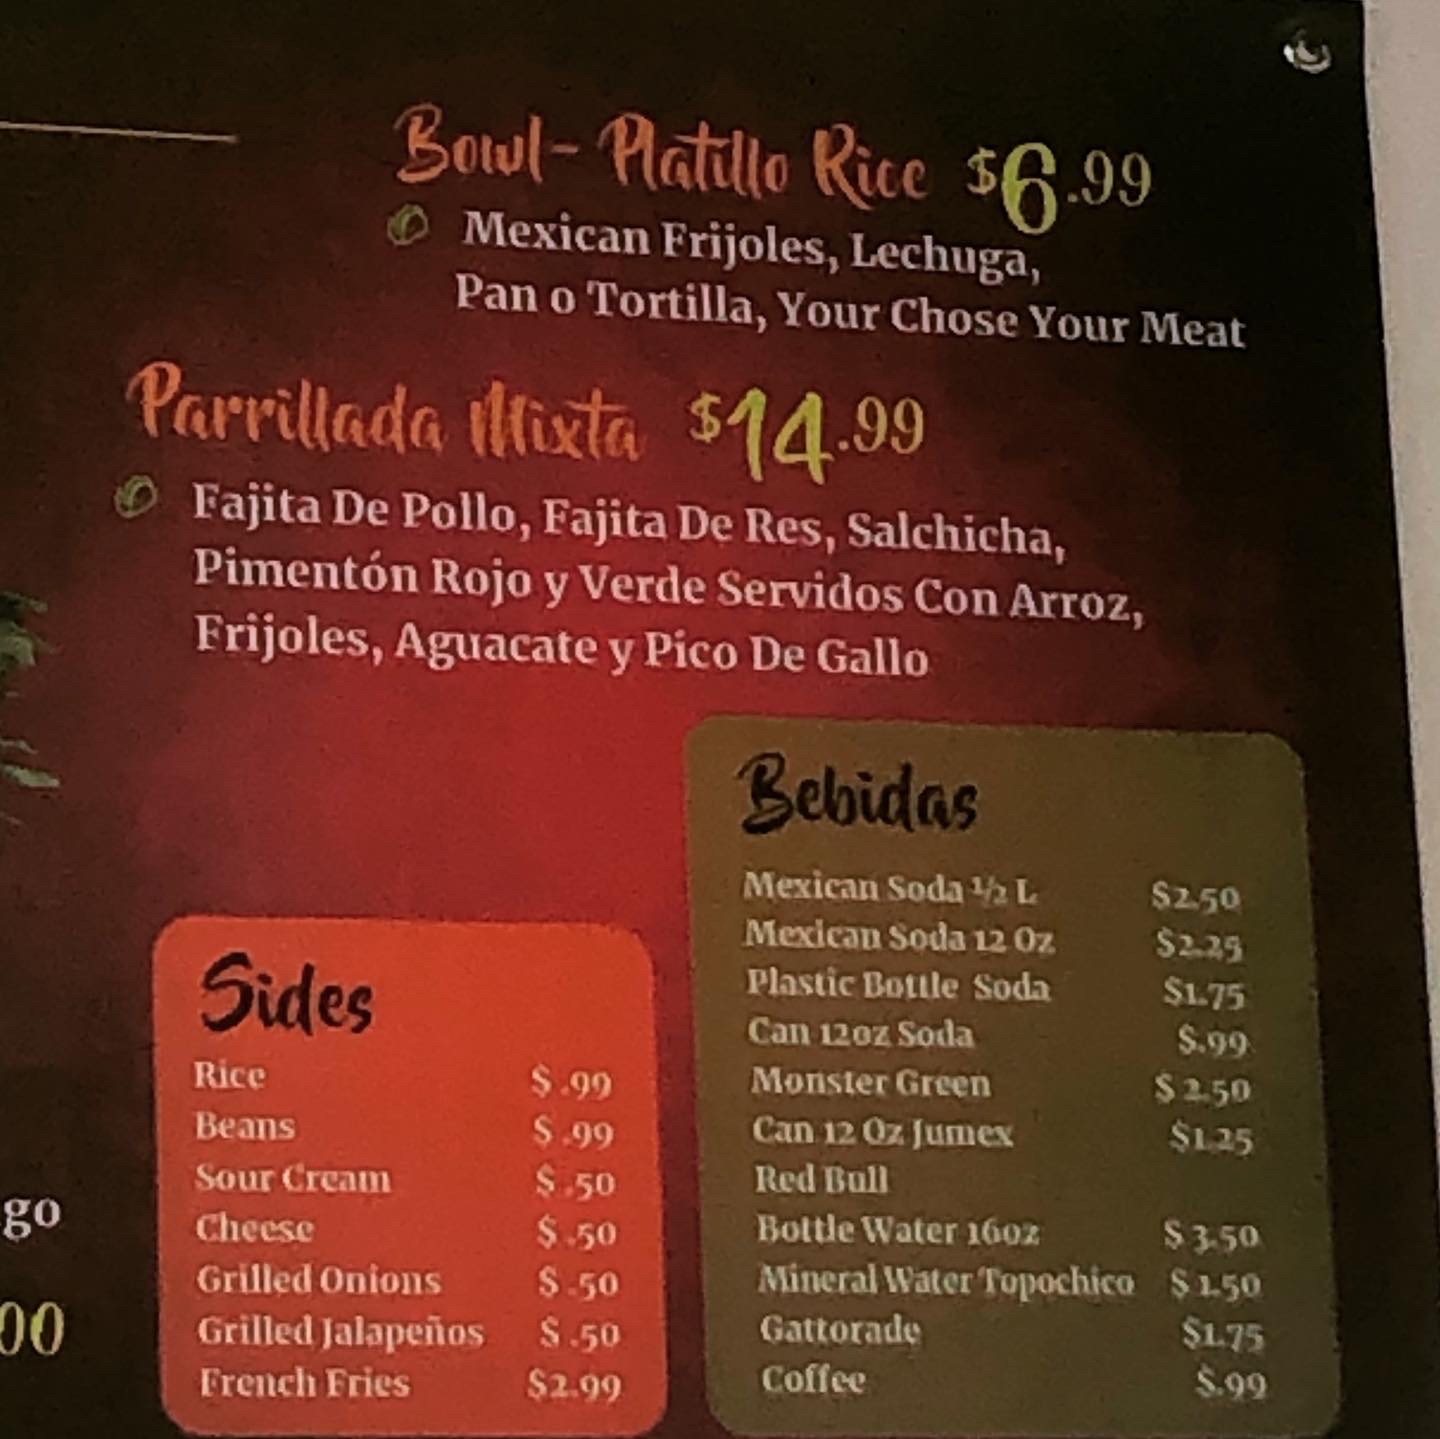 Bowl- Platillo Rice $6.99
Mexican Frijoles, Lechuga,
Pan o Tortilla, Your Chose Your Meat
Parrillada Mixta $14.99
Fajita De Pollo, Fajita De Res, Salchicha,
Pimentón Rojo y Verde Servidos Con Arroz,
Frijoles, Aguacate y Pico De Gallo
go
00
Sides
Rice $ .99
Beans $ .99
Sour Cream $ .50
Cheese $ .50
Grilled Onions $ .50
Grilled Jalapeños $ .50
French Fries $2.99
Bebidas
Mexican Soda ½ L $2.50
Mexican Soda 12 Oz $2.25
Plastic Bottle Soda $1.75
Can 12oz Soda $.99
Monster Green $ 2.50
Can 12 Oz Jumex $1.25
Red Bull
Bottle Water 16oz $ 3.50
Mineral Water Topochico $ 1.50
Gattorade $1.75
Coffee $.99